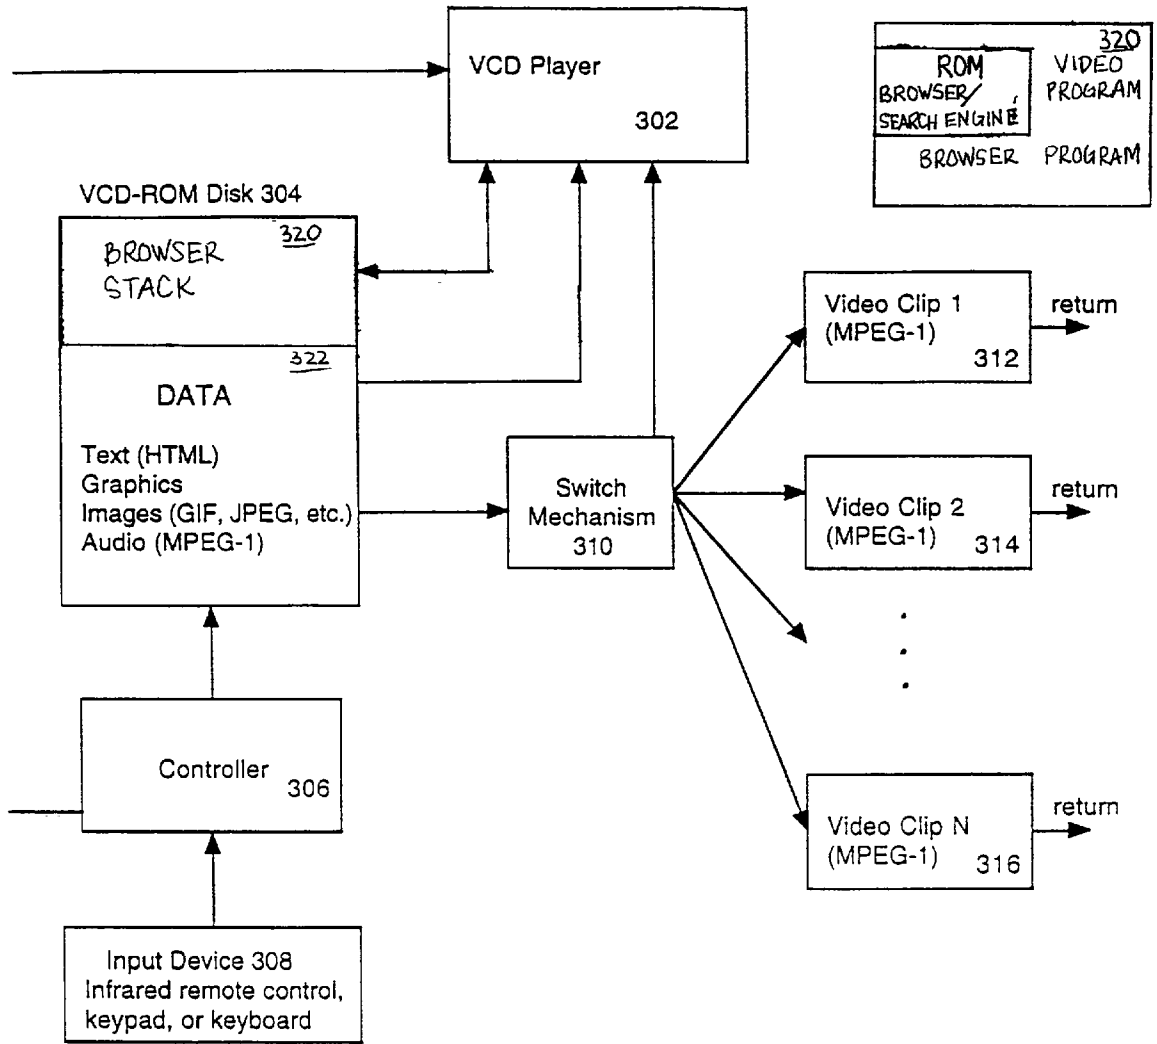 VCD Player
302
320
ROM
BROWSER/
SEARCH ENGINE
VIDEO
PROGRAM
BROWSER PROGRAM
VCD-ROM Disk 304
320
BROWSER
STACK
322
DATA
Text (HTML)
Graphics
Images (GIF, JPEG, etc.)
Audio (MPEG-1)
Switch
Mechanism
310
Video Clip 1
(MPEG-1)
312
return
Video Clip 2
(MPEG-1)
314
return
Video Clip N
(MPEG-1)
316
return
Controller
306
Input Device 308
Infrared remote control,
keypad, or keyboard